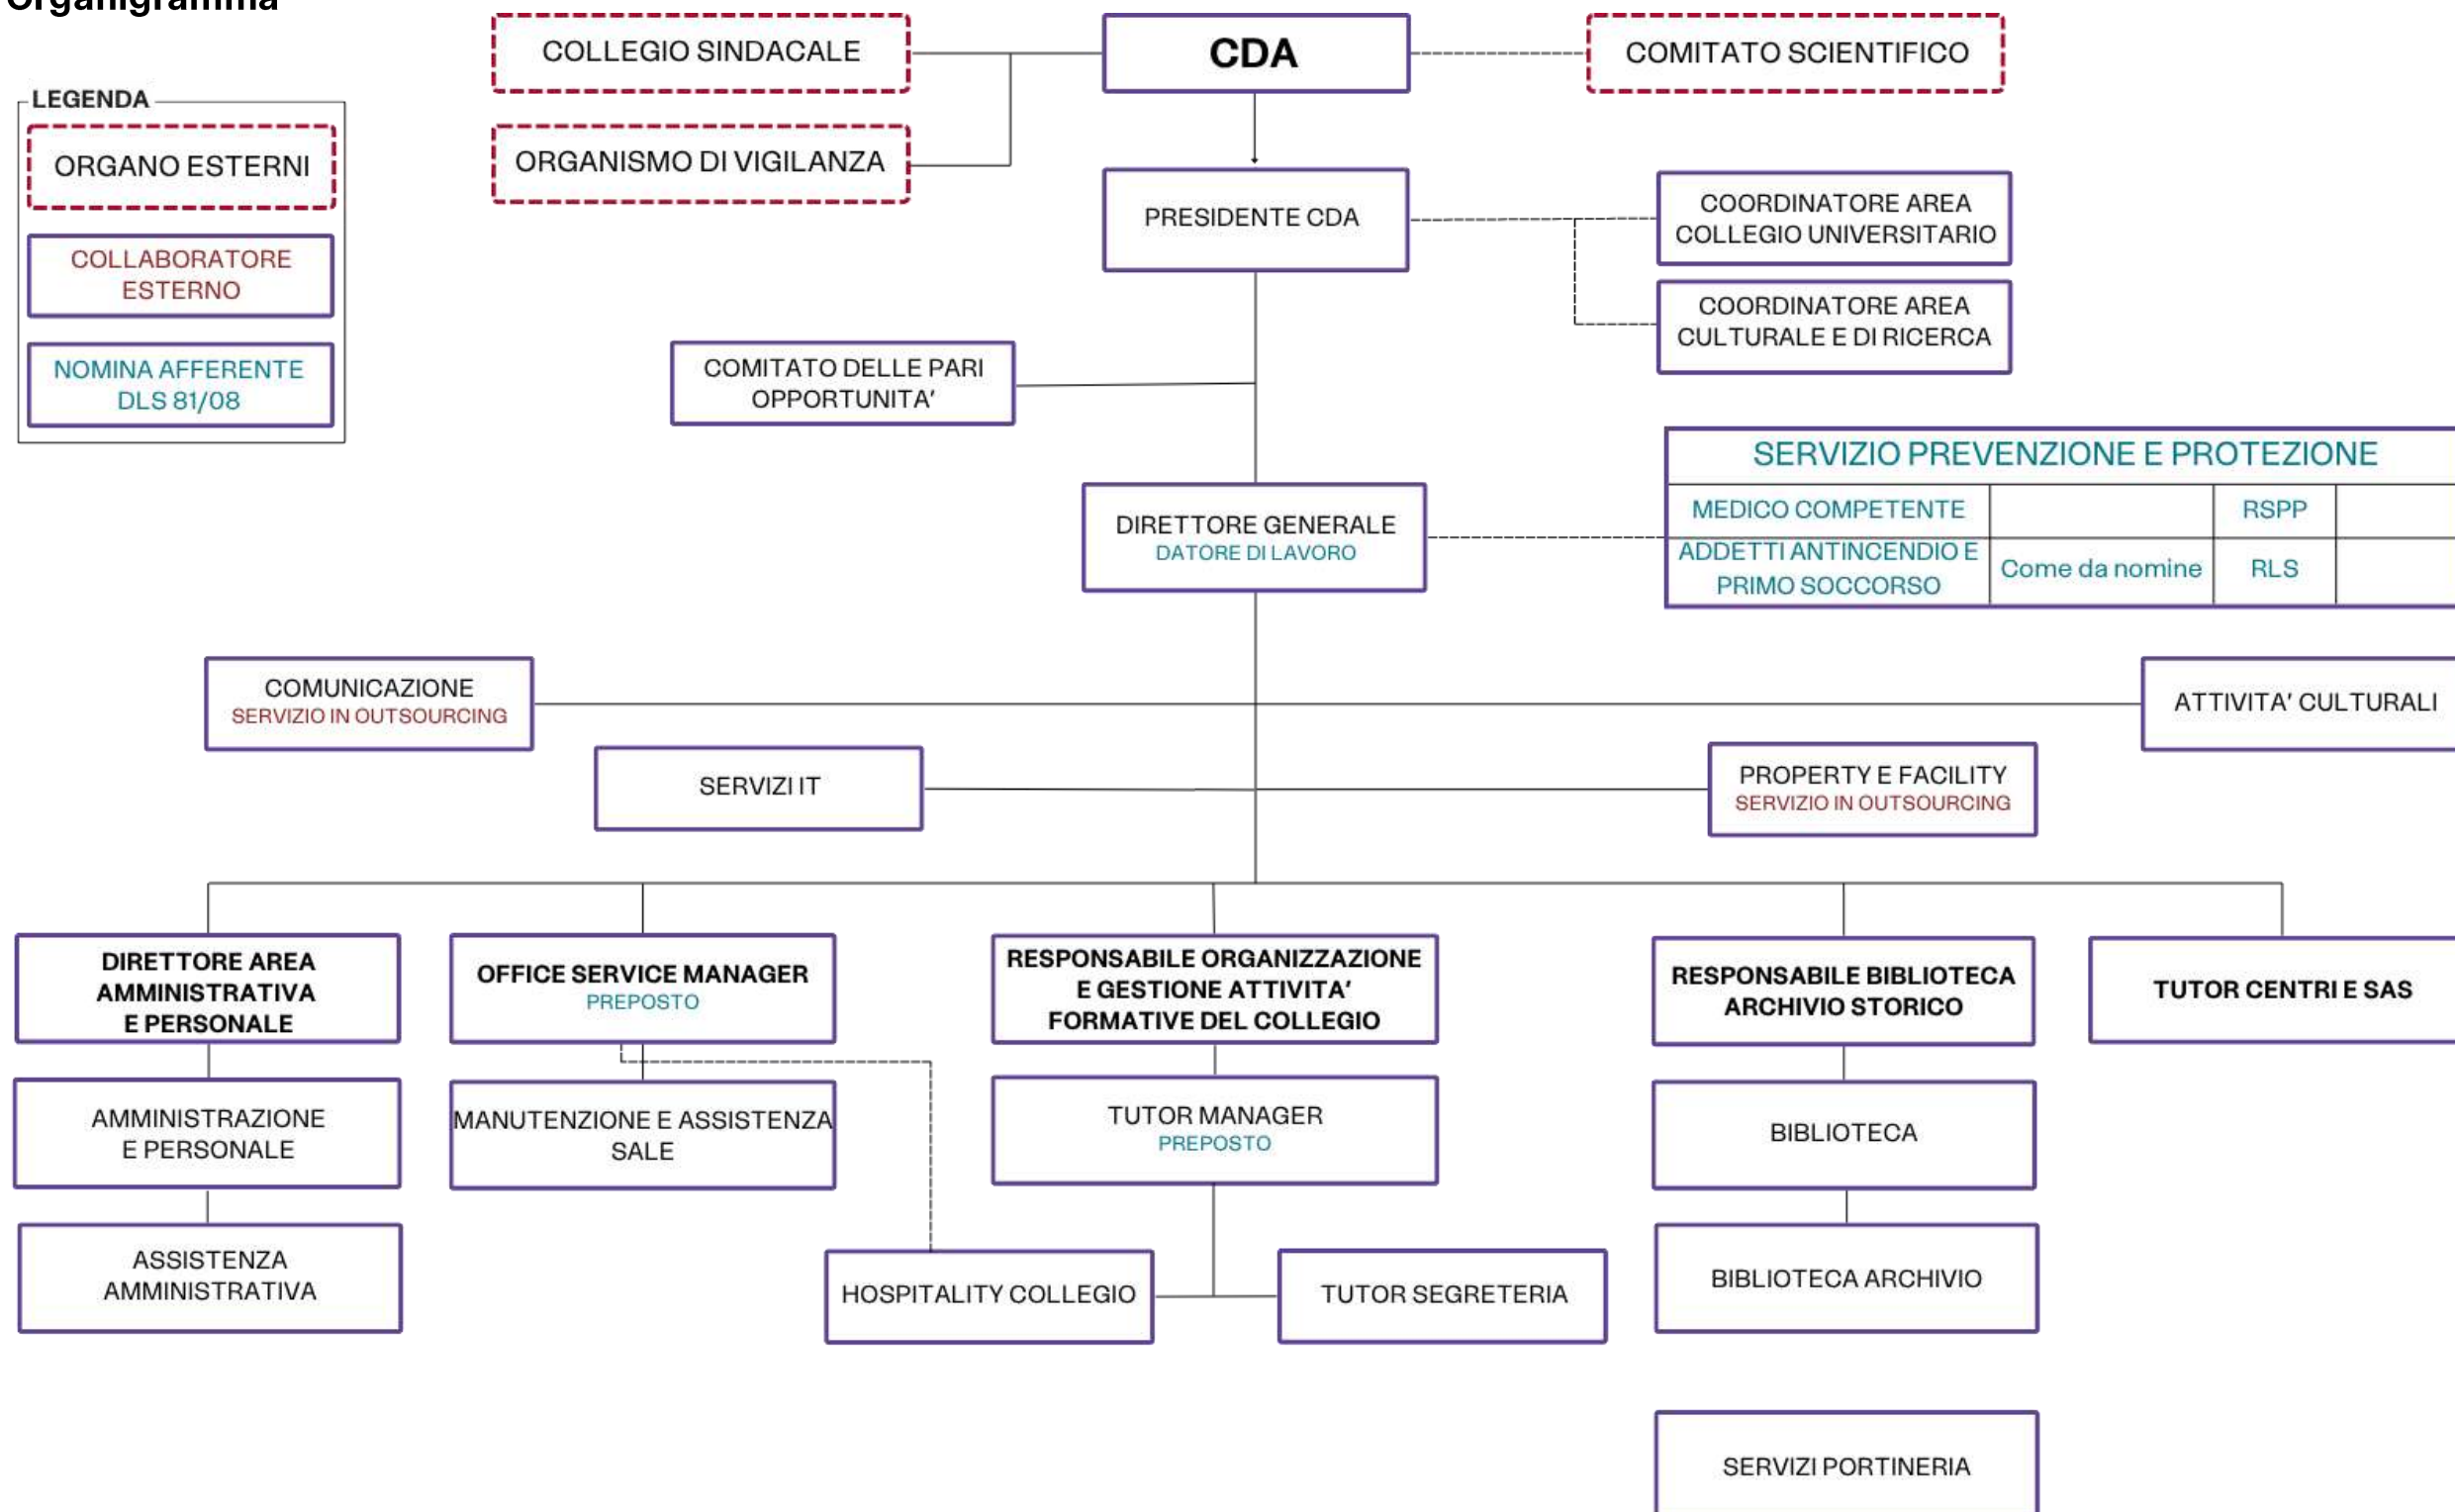 Organigramma
COLLEGIO SINDACALE
CDA
COMITATO SCIENTIFICO
LEGENDA
ORGANO ESTERNI
COLLABORATORE
ESTERNO
NOMINA AFFERENTE
DLS 81/08
ORGANISMO DI VIGILANZA
PRESIDENTE CDA
COORDINATORE AREA
COLLEGIO UNIVERSITARIO
COORDINATORE AREA
CULTURALE E DI RICERCA
COMITATO DELLE PARI
OPPORTUNITA'
DIRETTORE GENERALE
DATORE DI LAVORO
SERVIZIO PREVENZIONE E PROTEZIONE
MEDICO COMPETENTE
RSPP
ADDETTI ANTINCENDIO E
PRIMO SOCCORSO
Come da nomine
RLS
COMUNICAZIONE
SERVIZIO IN OUTSOURCING
ATTIVITA' CULTURALI
SERVIZI IT
PROPERTY E FACILITY
SERVIZIO IN OUTSOURCING
DIRETTORE AREA
AMMINISTRATIVA
E PERSONALE
OFFICE SERVICE MANAGER
PREPOSTO
RESPONSABILE ORGANIZZAZIONE
E GESTIONE ATTIVITA'
FORMATIVE DEL COLLEGIO
RESPONSABILE BIBLIOTECA
ARCHIVIO STORICO
TUTOR CENTRI E SAS
AMMINISTRAZIONE
E PERSONALE
MANUTENZIONE E ASSISTENZA
SALE
TUTOR MANAGER
PREPOSTO
BIBLIOTECA
ASSISTENZA
AMMINISTRATIVA
HOSPITALITY COLLEGIO
TUTOR SEGRETERIA
BIBLIOTECA ARCHIVIO
SERVIZI PORTINERIA